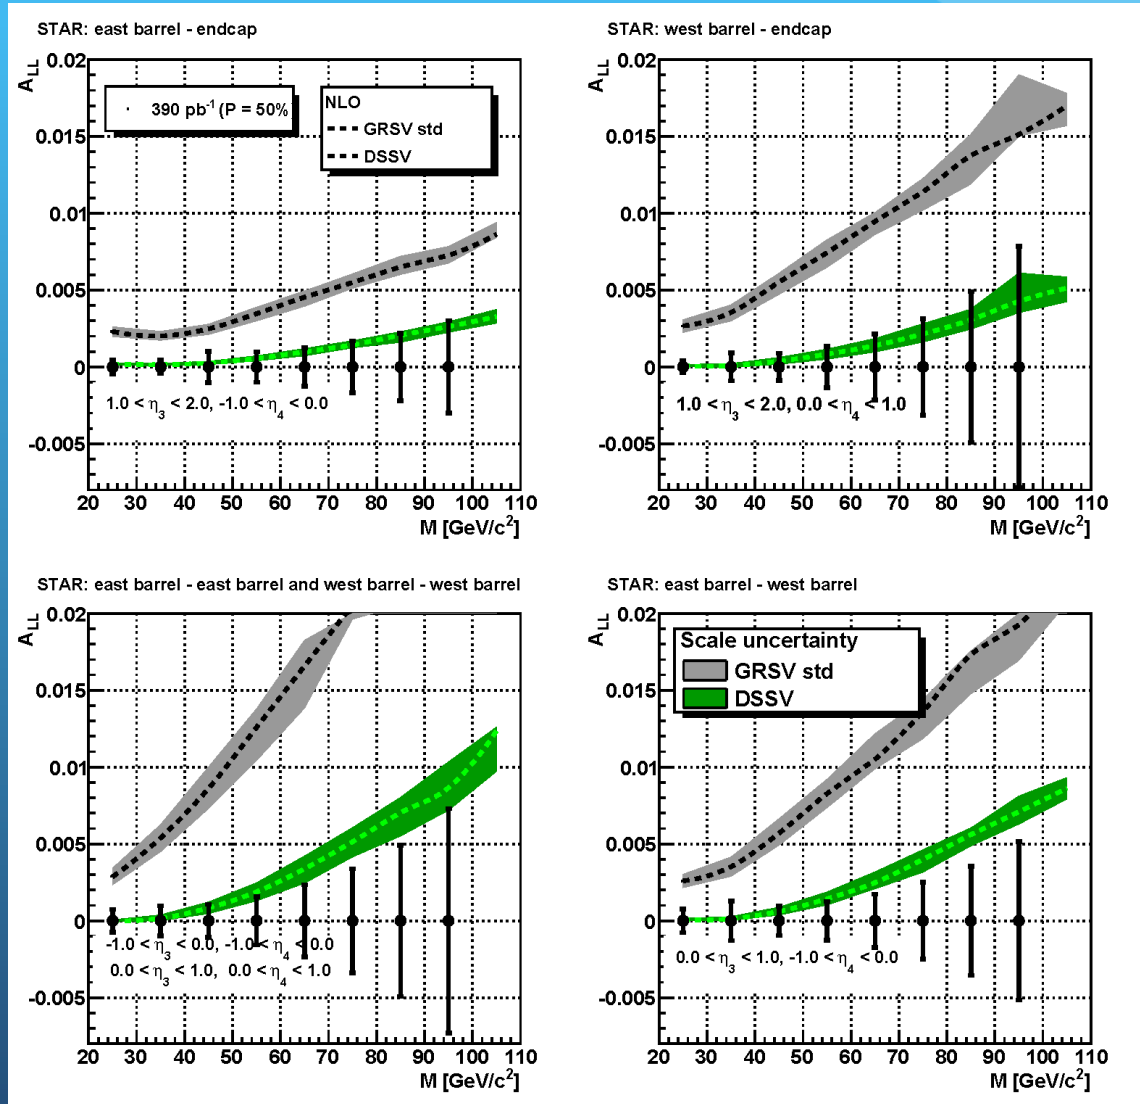 STAR: east barrel - endcap
A_LL
0.02
0.015
0.01
0.005
0
-0.005
390 pb⁻¹ (P = 50%
NLO
GRSV std
DSSV
1.0 < η₃ < 2.0, -1.0 < η₄ < 0.0
20 30 40 50 60 70 80 90 100 110
M [GeV/c²]
STAR: west barrel - endcap
A_LL
0.02
0.015
0.01
0.005
0
-0.005
1.0 < η₃ < 2.0, 0.0 < η₄ < 1.0
20 30 40 50 60 70 80 90 100 110
M [GeV/c²]
STAR: east barrel - east barrel and west barrel - west barrel
A_LL
0.02
0.015
0.01
0.005
0
-0.005
-1.0 < η₃ < 0.0, -1.0 < η₄ < 0.0
0.0 < η₃ < 1.0, 0.0 < η₄ < 1.0
20 30 40 50 60 70 80 90 100 110
M [GeV/c²]
STAR: east barrel - west barrel
A_LL
0.02
0.015
0.01
0.005
0
-0.005
Scale uncertainty
GRSV std
DSSV
0.0 < η₃ < 1.0, -1.0 < η₄ < 0.0
20 30 40 50 60 70 80 90 100 110
M [GeV/c²]